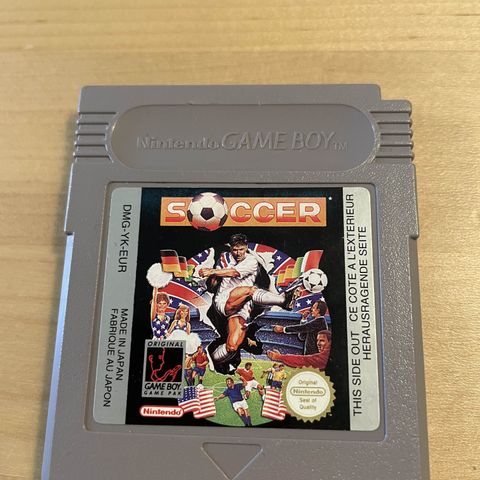 Nintendo GAME BOY TM
SOCCER
DMG-YK-EUR
MADE IN JAPAN
FABRIQUE AU JAPON
THIS SIDE OUT CE COTE A L'EXTERIEUR
HERAUSRAGENDE SEITE
ORIGINAL
GAME BOY
GAME PAK
Nintendo
Original
Nintendo
Seal of
Quality